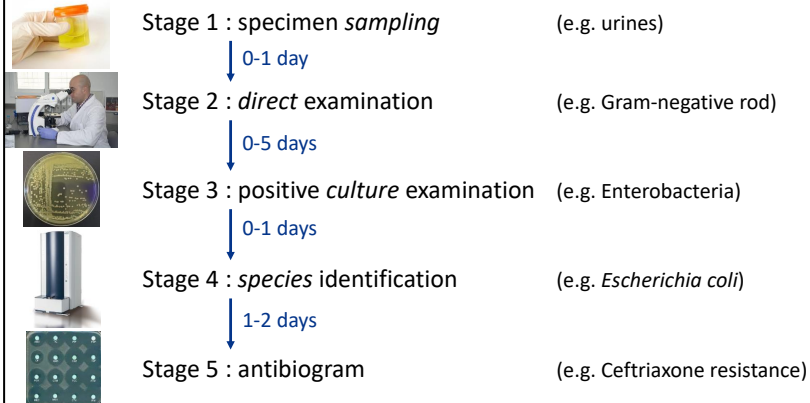 Stage 1 : specimen sampling (e.g. urines)
0-1 day
Stage 2 : direct examination (e.g. Gram-negative rod)
0-5 days
Stage 3 : positive culture examination (e.g. Enterobacteria)
0-1 days
Stage 4 : species identification (e.g. Escherichia coli)
1-2 days
Stage 5 : antibiogram (e.g. Ceftriaxone resistance)